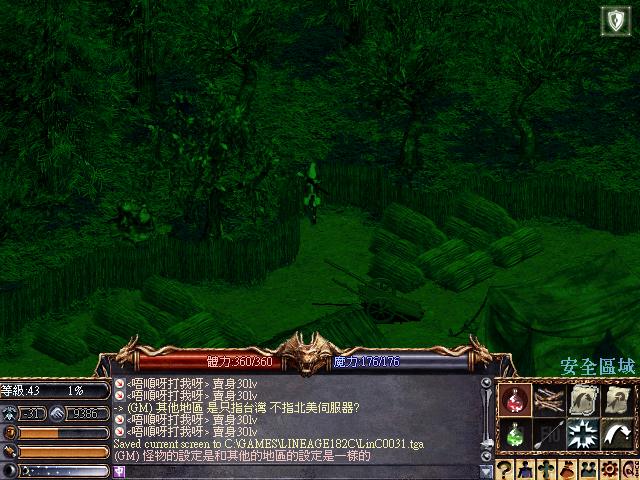 體力:360/360
魔力:176/176
安全區域
等級:43 1%
-31
9386
<唔順呀打我呀> 賣身30lv
<唔順呀打我呀> 賣身30lv
-> (GM) 其他地區 是只指台灣 不指北美伺服器?
<唔順呀打我呀> 賣身30lv
<唔順呀打我呀> 賣身30lv
Saved current screen to C:\GAMES\LINEAGE182C\LinC0031.tga
(GM) 怪物的設定是和其他的地區的設定是一樣的
中